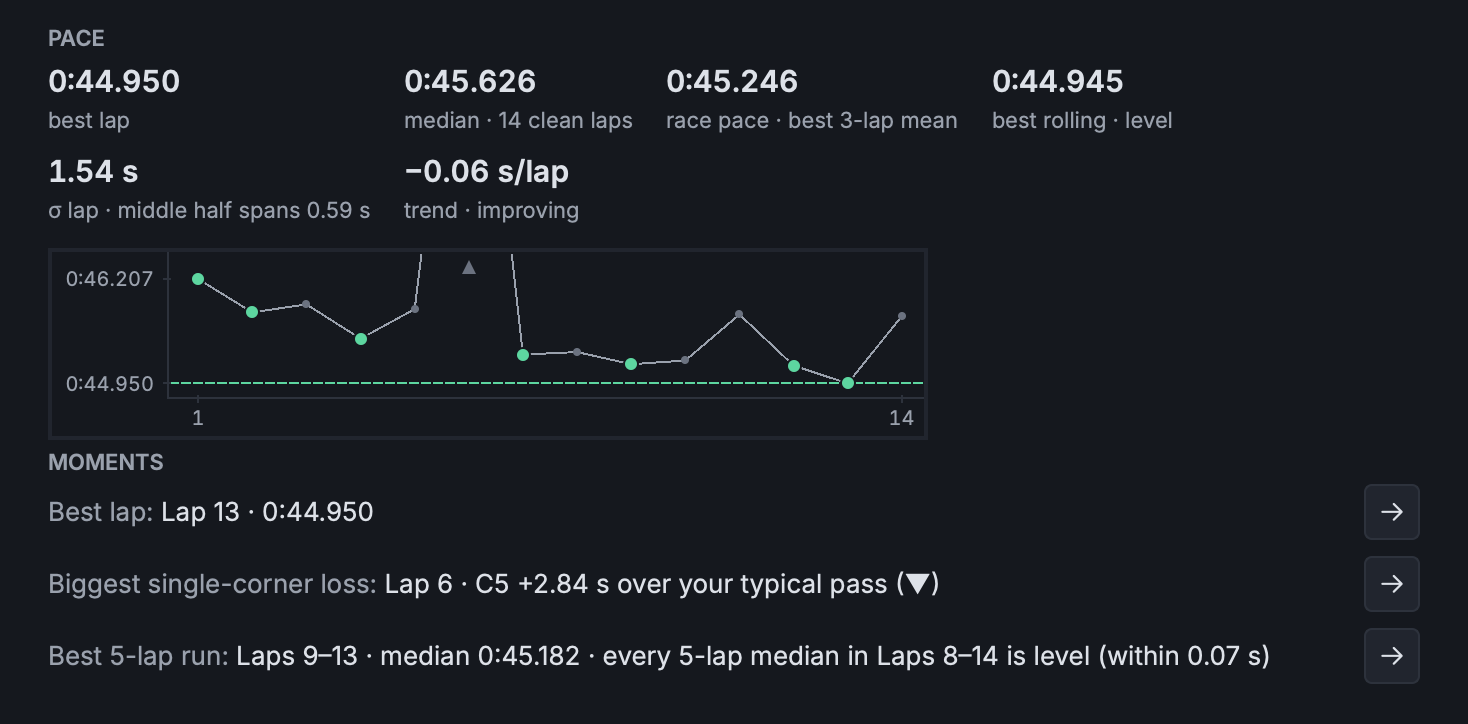 PACE
0:44.950 0:45.626 0:45.246 0:44.945
best lap median · 14 clean laps race pace · best 3-lap mean best rolling · level
1.54 s −0.06 s/lap
σ lap · middle half spans 0.59 s trend · improving
0:46.207
0:44.950
1 14
MOMENTS
Best lap: Lap 13 · 0:44.950
Biggest single-corner loss: Lap 6 · C5 +2.84 s over your typical pass (▼)
Best 5-lap run: Laps 9–13 · median 0:45.182 · every 5-lap median in Laps 8–14 is level (within 0.07 s)